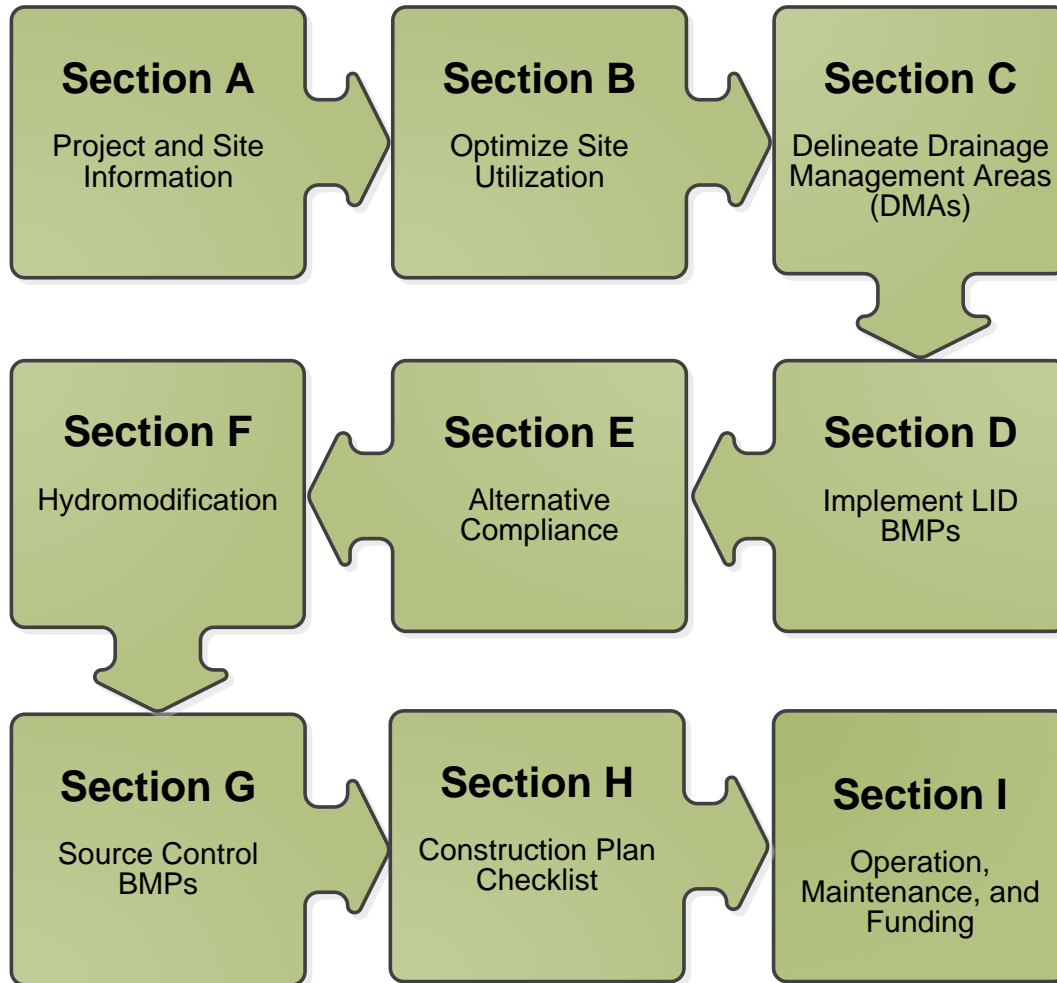 Section A
Project and Site
Information
Section B
Optimize Site
Utilization
Section C
Delineate Drainage
Management Areas
(DMAs)
Section D
Implement LID
BMPs
Section E
Alternative
Compliance
Section F
Hydromodification
Section G
Source Control
BMPs
Section H
Construction Plan
Checklist
Section I
Operation,
Maintenance, and
Funding